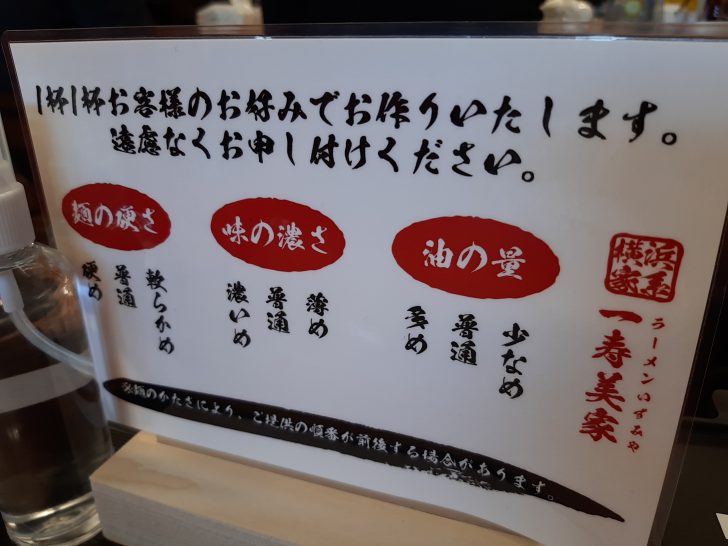 1杯1杯お客様のお好みでお作りいたします。
遠慮なくお申し付けください。
麺の硬さ
軟らかめ
普通
硬め
味の濃さ
薄め
普通
濃いめ
油の量
少なめ
普通
多め
※麺のかたさにより、ご提供の順番が前後する場合があります。
横浜家系
ラーメンいずみや
一寿美家